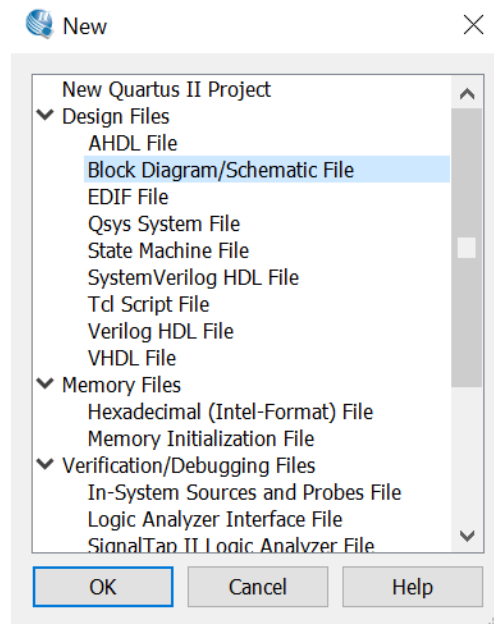 New
New Quartus II Project
Design Files
AHDL File
Block Diagram/Schematic File
EDIF File
Qsys System File
State Machine File
SystemVerilog HDL File
Tcl Script File
Verilog HDL File
VHDL File
Memory Files
Hexadecimal (Intel-Format) File
Memory Initialization File
Verification/Debugging Files
In-System Sources and Probes File
Logic Analyzer Interface File
SignalTap II Logic Analyzer File
OK Cancel Help